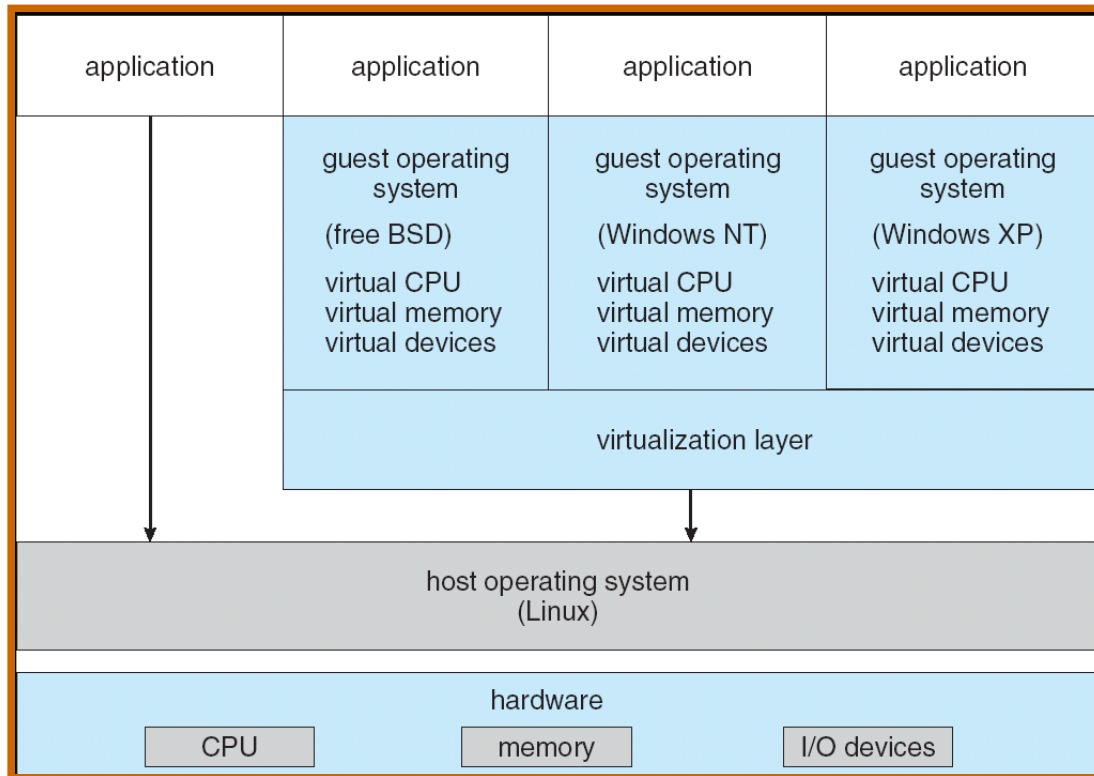 application
application
application
application
guest operating
system
(free BSD)
virtual CPU
virtual memory
virtual devices
guest operating
system
(Windows NT)
virtual CPU
virtual memory
virtual devices
guest operating
system
(Windows XP)
virtual CPU
virtual memory
virtual devices
virtualization layer
host operating system
(Linux)
hardware
CPU
memory
I/O devices